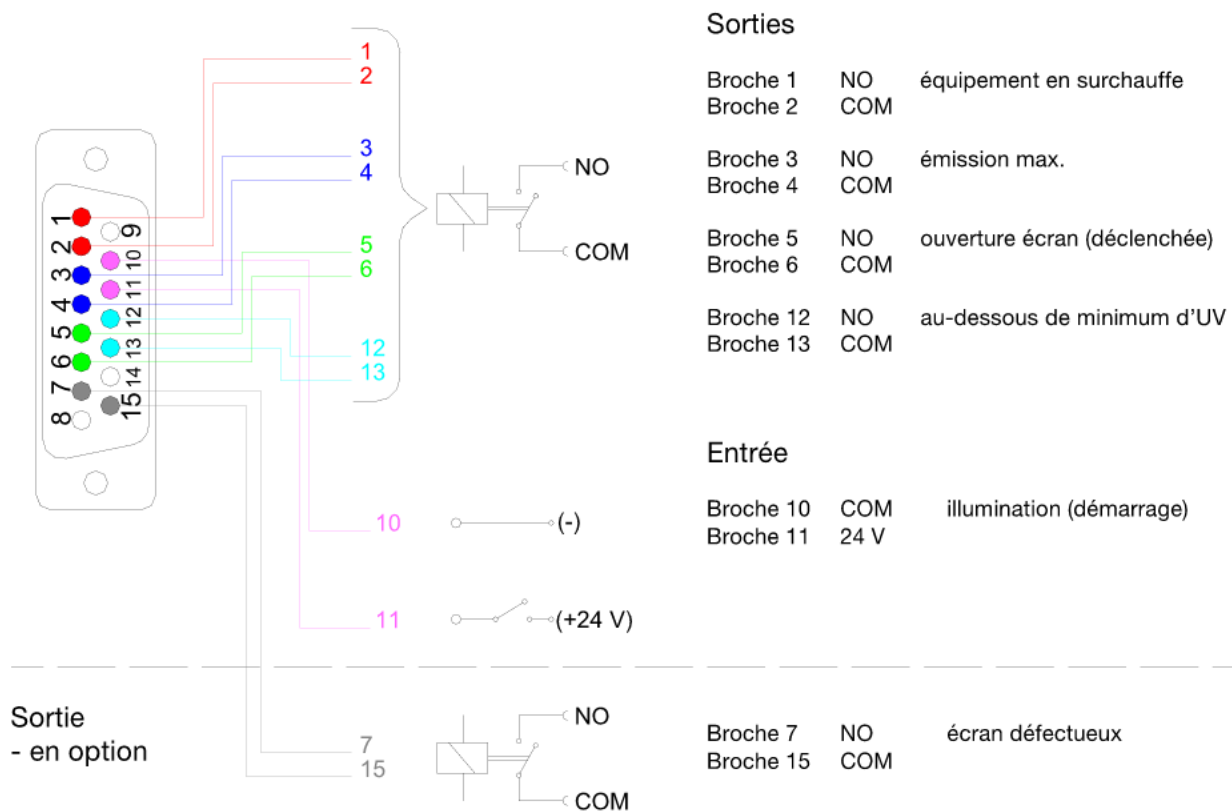 1
2
3
4
5
6
12
13
NO
COM
1
2
3
4
5
6
7
8
9
10
11
12
13
14
15
10
(-)
11
(+24 V)
Sorties
Broche 1 NO équipement en surchauffe
Broche 2 COM
Broche 3 NO émission max.
Broche 4 COM
Broche 5 NO ouverture écran (déclenchée)
Broche 6 COM
Broche 12 NO au-dessous de minimum d’UV
Broche 13 COM
Entrée
Broche 10 COM illumination (démarrage)
Broche 11 24 V
Sortie
- en option
7
15
NO
COM
Broche 7 NO écran défectueux
Broche 15 COM